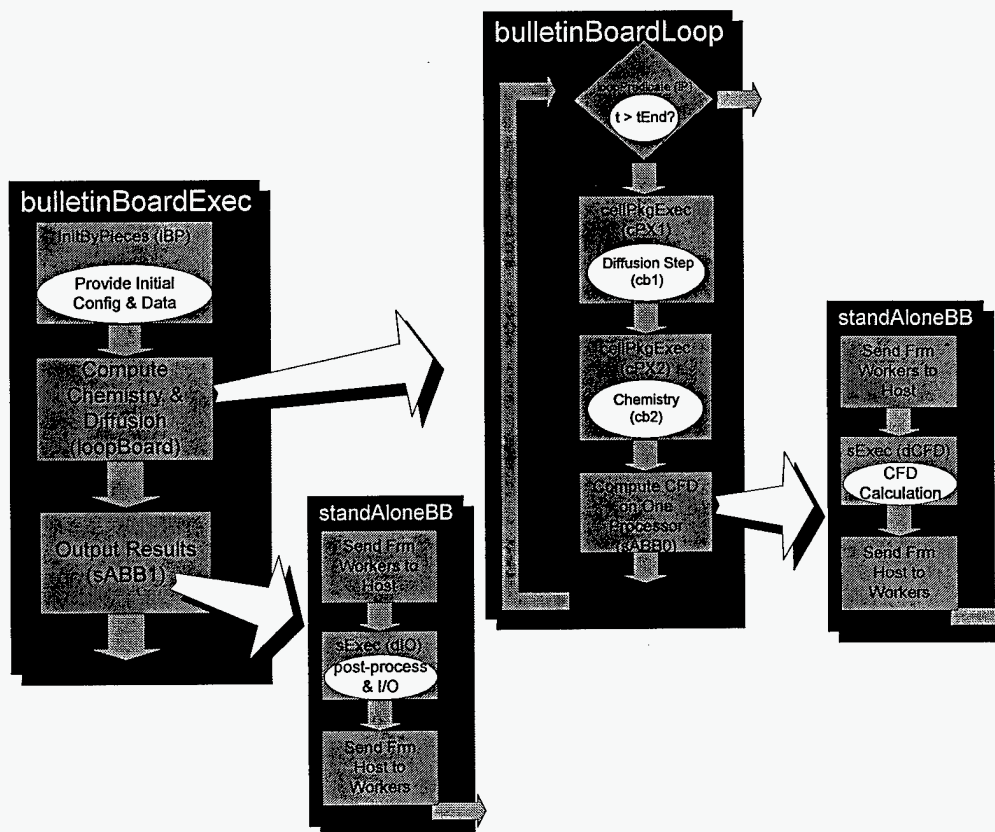 bulletinBoardExec
InitByPieces (iBP)
Provide Initial
Config & Data
Compute
Chemistry &
Diffusion
(loopBoard)
Output Results
(sABB1)
standAloneBB
Send Frm
Workers to
Host
sExec (dIO)
post-process
& I/O
Send Frm
Host to
Workers
bulletinBoardLoop
loopPredicate (lP)
t > tEnd?
cellPkgExec
(cPX1)
Diffusion Step
(cb1)
cellPkgExec
(cPX2)
Chemistry
(cb2)
Compute CFD
on One
Processor
(sABB0)
standAloneBB
Send Frm
Workers to
Host
sExec (dCFD)
CFD
Calculation
Send Frm
Host to
Workers